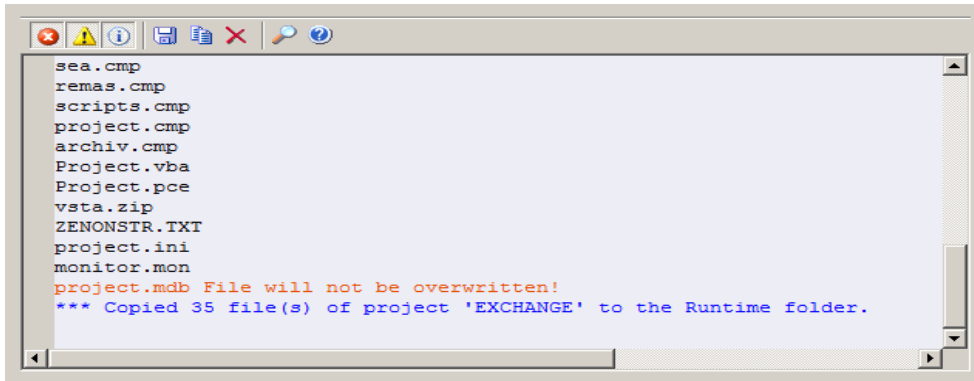 sea.cmp
remas.cmp
scripts.cmp
project.cmp
archiv.cmp
Project.vba
Project.pce
vsta.zip
ZENONSTR.TXT
project.ini
monitor.mon
project.mdb File will not be overwritten!
*** Copied 35 file(s) of project 'EXCHANGE' to the Runtime folder.